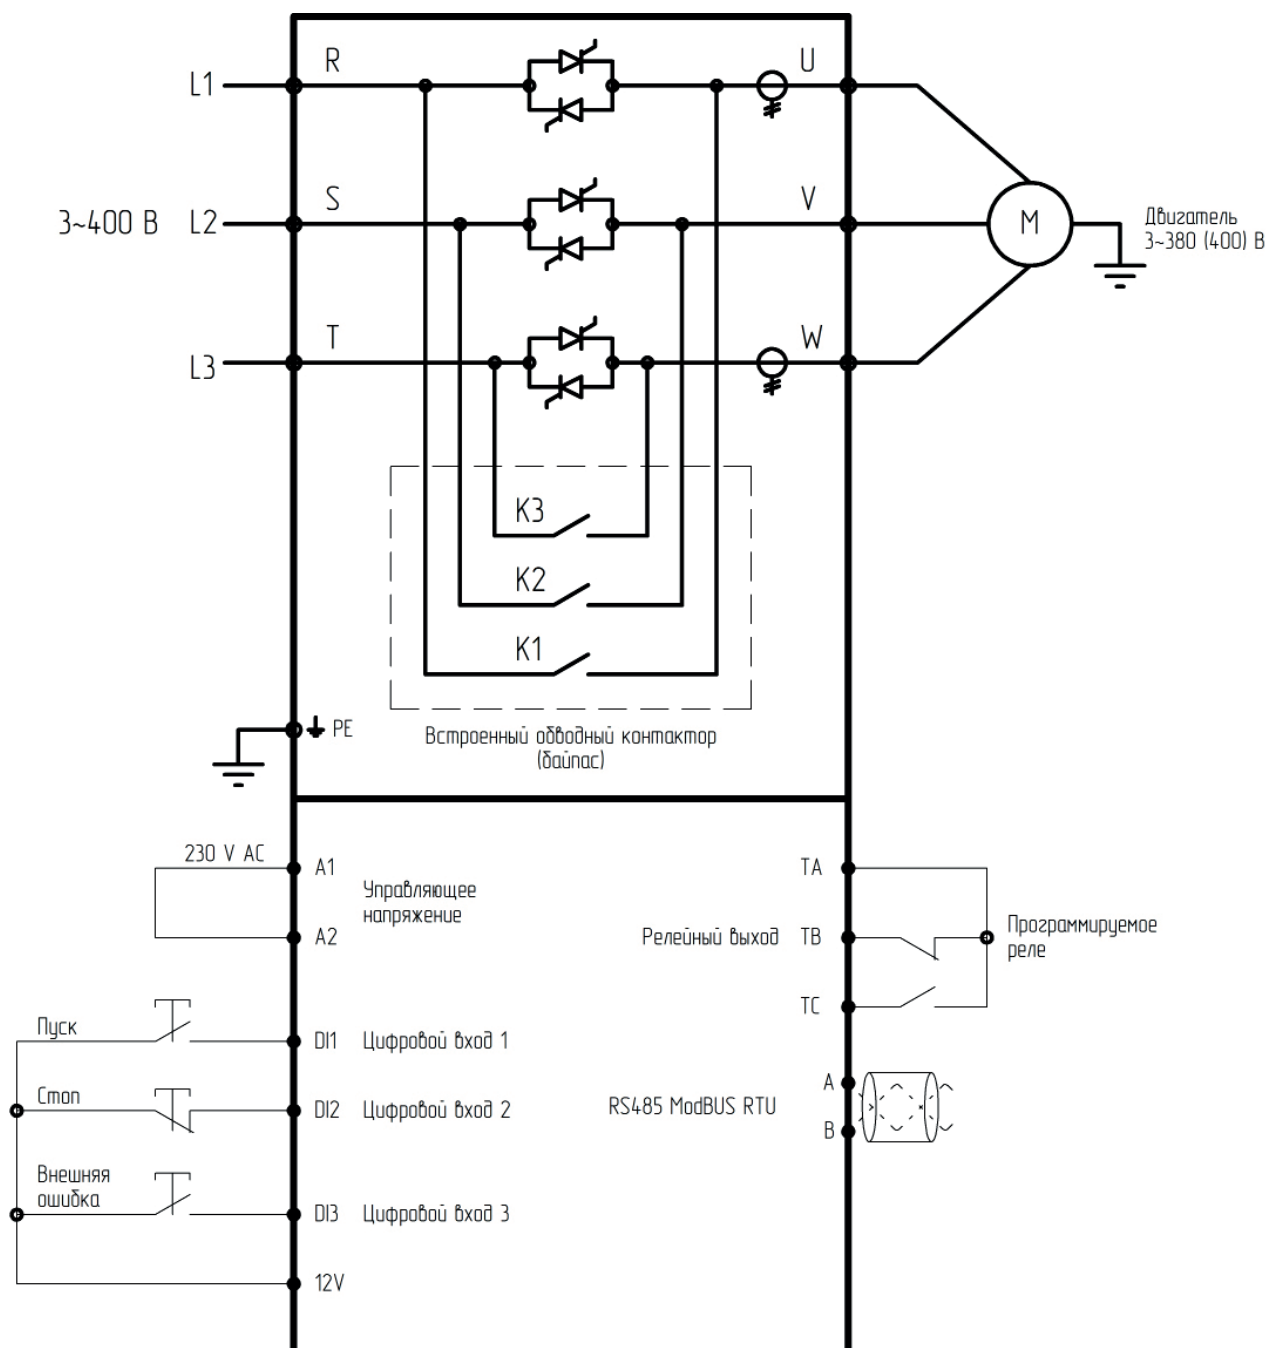 R
U
L1
S
V
3~400 В
L2
M
Двигатель
3~380 (400) В
T
W
L3
K3
K2
K1
PE
Встроенный обводный контактор
(байпас)
230 V AC
A1
Управляющее
напряжение
A2
TA
Релейный выход
TB
Программируемое
реле
TC
Пуск
DI1
Цифровой вход 1
Стоп
DI2
Цифровой вход 2
A
RS485 ModBUS RTU
B
Внешняя
ошибка
DI3
Цифровой вход 3
12V